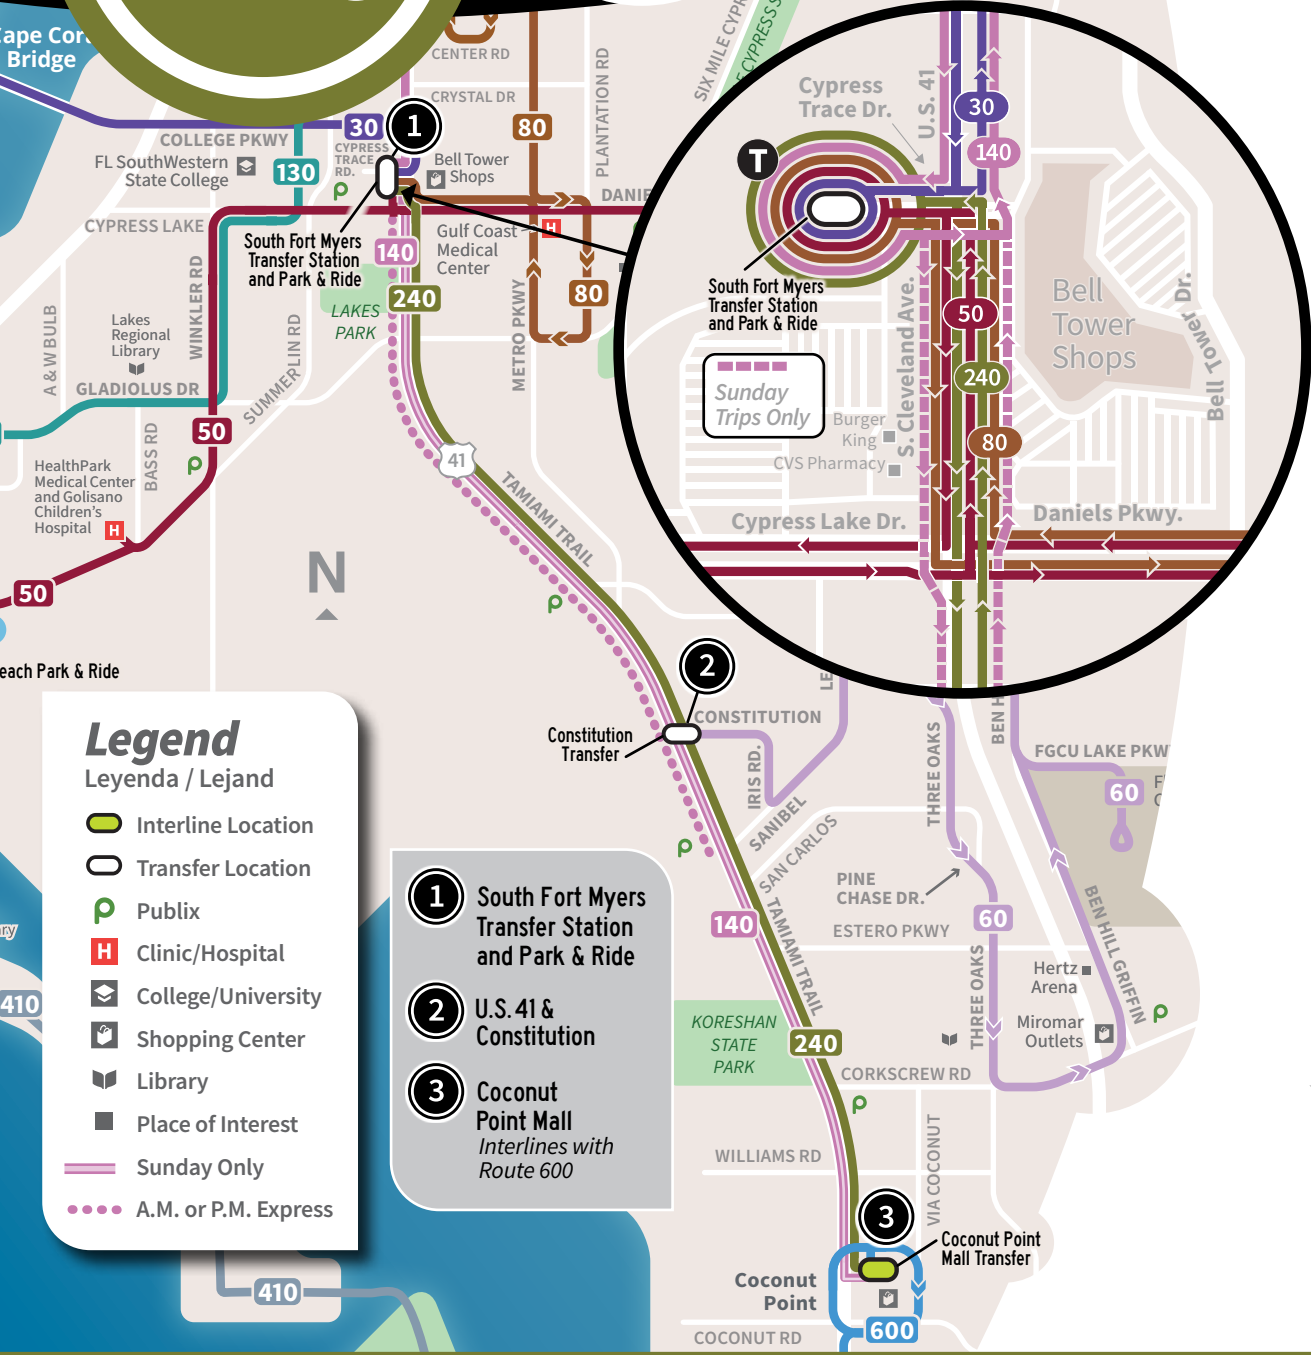 Bridge
CENTER RD
CRYSTAL DR
PLANTATION RD
SIX MILE CYPR
CYPRESS S
COLLEGE PKWY
30
1
80
FL SouthWestern
State College
130
CYPRESS
TRACE
RD.
Bell Tower
Shops
CYPRESS LAKE
DANIE
South Fort Myers
Transfer Station
and Park & Ride
140
Gulf Coast
Medical
Center
H
240
80
LAKES
PARK
METRO PKWY
A & W BULB
Lakes
Regional
Library
WINKLER RD
SUMMERLIN RD
GLADIOLUS DR
50
BASS RD
HealthPark
Medical Center
and Golisano
Children's
Hospital
H
50
41
TAMIAMI TRAIL
N
each Park & Ride
Cypress
Trace Dr.
U.S. 41
30
140
T
South Fort Myers
Transfer Station
and Park & Ride
Sunday
Trips Only
S. Cleveland Ave.
50
240
80
Bell
Tower
Shops
Bell Tower Dr.
Burger
King
CVS Pharmacy
Cypress Lake Dr.
Daniels Pkwy.
2
CONSTITUTION
Constitution
Transfer
IRIS RD.
LE
SANIBEL
SAN CARLOS
THREE OAKS
BEN H
FGCU LAKE PKW
60
PINE
CHASE DR.
60
ESTERO PKWY
BEN HILL GRIFFIN
THREE OAKS
Hertz
Arena
Miromar
Outlets
140
TAMIAMI TRAIL
KORESHAN
STATE
PARK
240
CORKSCREW RD
WILLIAMS RD
VIA COCONUT
3
Coconut Point
Mall Transfer
Coconut
Point
600
COCONUT RD
Legend
Leyenda / Lejand
Interline Location
Transfer Location
Publix
H
Clinic/Hospital
College/University
Shopping Center
Library
Place of Interest
Sunday Only
A.M. or P.M. Express
1
South Fort Myers
Transfer Station
and Park & Ride
2
U.S. 41 &
Constitution
3
Coconut
Point Mall
Interlines with
Route 600
410
410